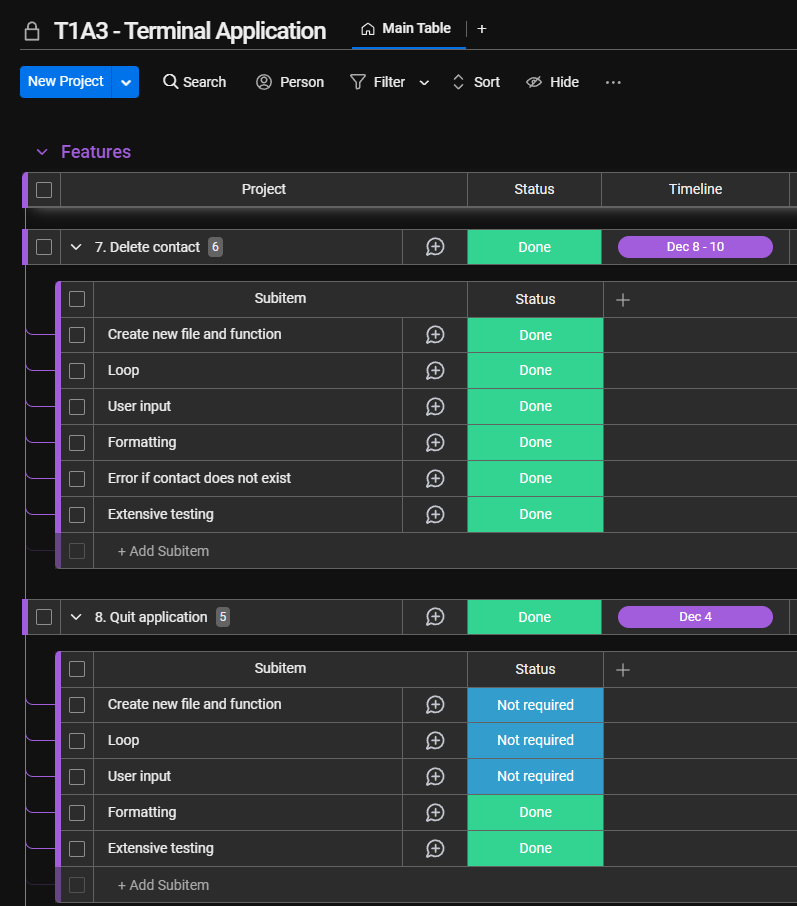 T1A3 - Terminal Application Main Table +
New Project Search Person Filter Sort Hide ...
Features
Project Status Timeline
7. Delete contact 6 Done Dec 8 - 10
Subitem Status +
Create new file and function Done
Loop Done
User input Done
Formatting Done
Error if contact does not exist Done
Extensive testing Done
+ Add Subitem
8. Quit application 5 Done Dec 4
Subitem Status +
Create new file and function Not required
Loop Not required
User input Not required
Formatting Done
Extensive testing Done
+ Add Subitem